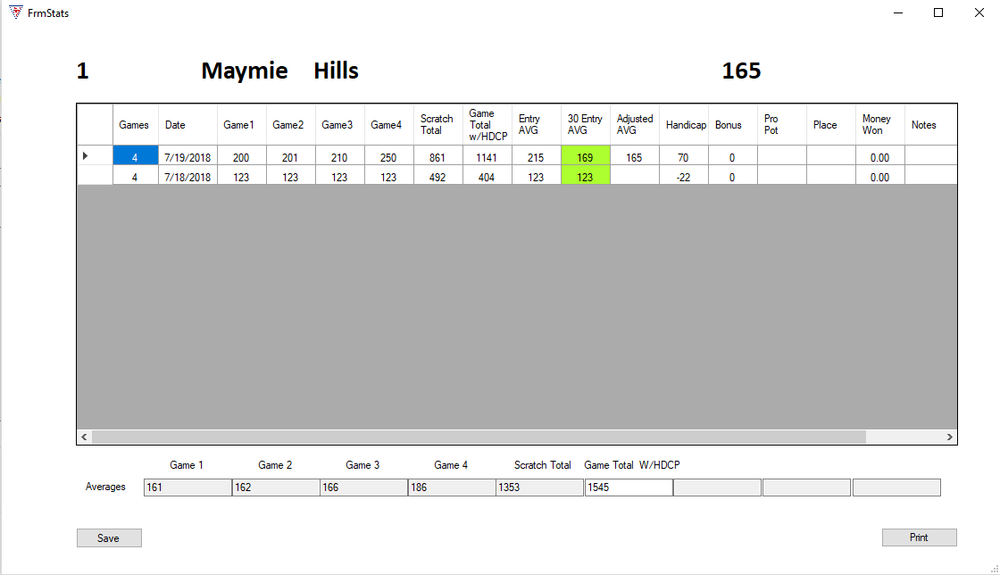 FrmStats
1 Maymie Hills 165
Games Date Game1 Game2 Game3 Game4 Scratch Total Game Total w/HDCP Entry AVG 30 Entry AVG Adjusted AVG Handicap Bonus Pro Pot Place Money Won Notes
4 7/19/2018 200 201 210 250 861 1141 215 169 165 70 0 0.00
4 7/18/2018 123 123 123 123 492 404 123 123 -22 0 0.00
Game 1 Game 2 Game 3 Game 4 Scratch Total Game Total W/HDCP
Averages 161 162 166 186 1353 1545
Save Print